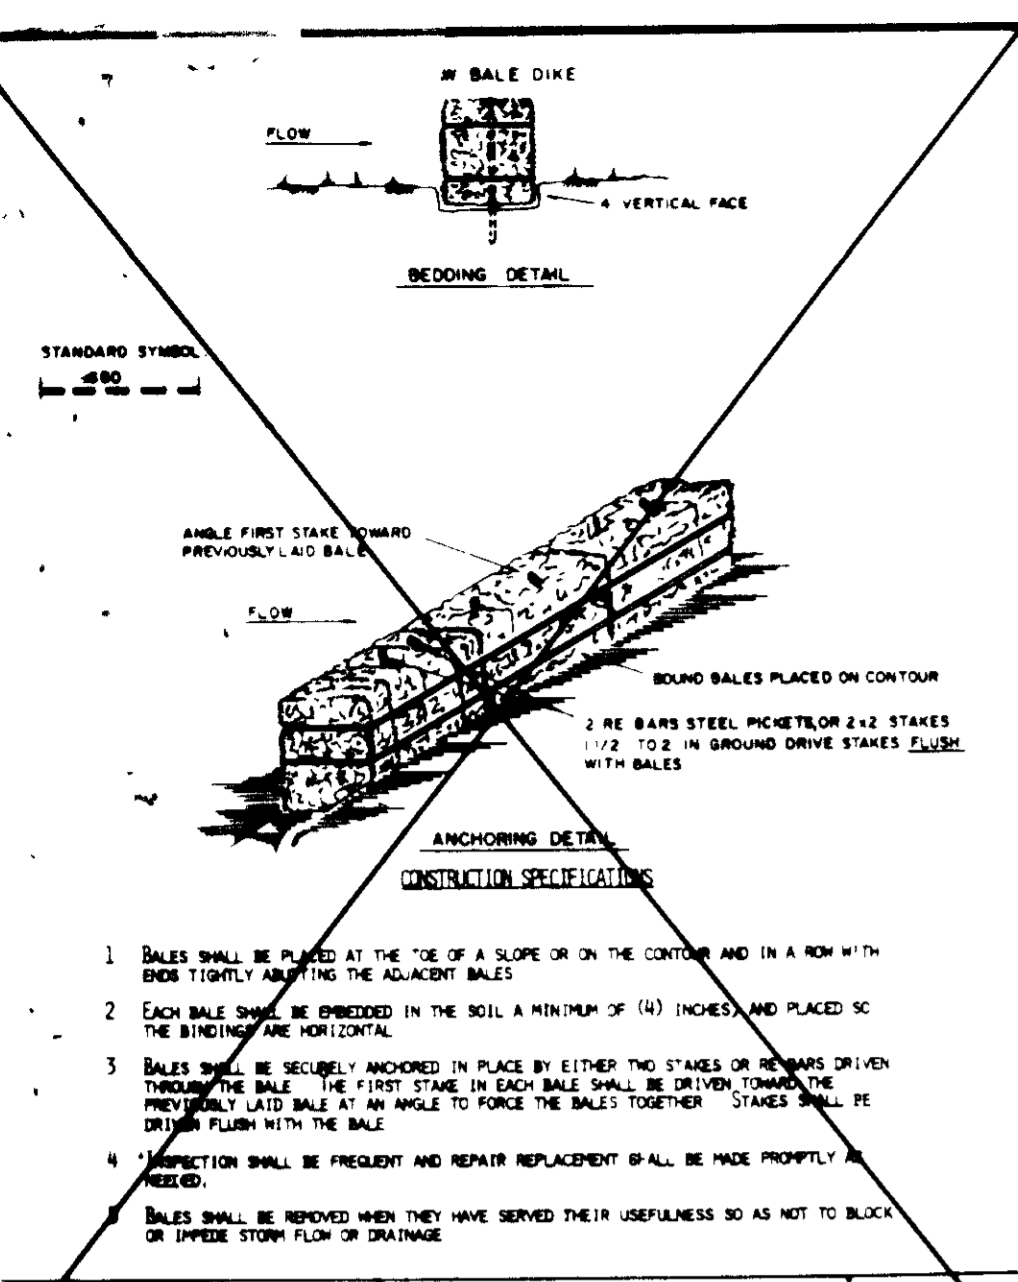 BALE DIKE
FLOW
4 VERTICAL FACE
BEDDING DETAIL
STANDARD SYMBOL
ANGLE FIRST STAKE TOWARD
PREVIOUSLY LAID BALE
FLOW
BOUND BALES PLACED ON CONTOUR
2 RE BARS STEEL PICKETS, OR 2x2 STAKES
1 1/2 TO 2 IN GROUND DRIVE STAKES FLUSH
WITH BALES
ANCHORING DETAIL
CONSTRUCTION SPECIFICATIONS
1 BALES SHALL BE PLACED AT THE TOE OF A SLOPE OR ON THE CONTOUR AND IN A ROW WITH
ENDS TIGHTLY ABUTTING THE ADJACENT BALES
2 EACH BALE SHALL BE EMBEDDED IN THE SOIL A MINIMUM OF (4) INCHES, AND PLACED SO
THE BINDINGS ARE HORIZONTAL
3 BALES SHALL BE SECURELY ANCHORED IN PLACE BY EITHER TWO STAKES OR RE-BARS DRIVEN
THROUGH THE BALE THE FIRST STAKE IN EACH BALE SHALL BE DRIVEN TOWARD THE
PREVIOUSLY LAID BALE AT AN ANGLE TO FORCE THE BALES TOGETHER STAKES SHALL BE
DRIVEN FLUSH WITH THE BALE
4 INSPECTION SHALL BE FREQUENT AND REPAIR REPLACEMENT SHALL BE MADE PROMPTLY AS
NEEDED.
5 BALES SHALL BE REMOVED WHEN THEY HAVE SERVED THEIR USEFULNESS SO AS NOT TO BLOCK
OR IMPEDE STORM FLOW OR DRAINAGE